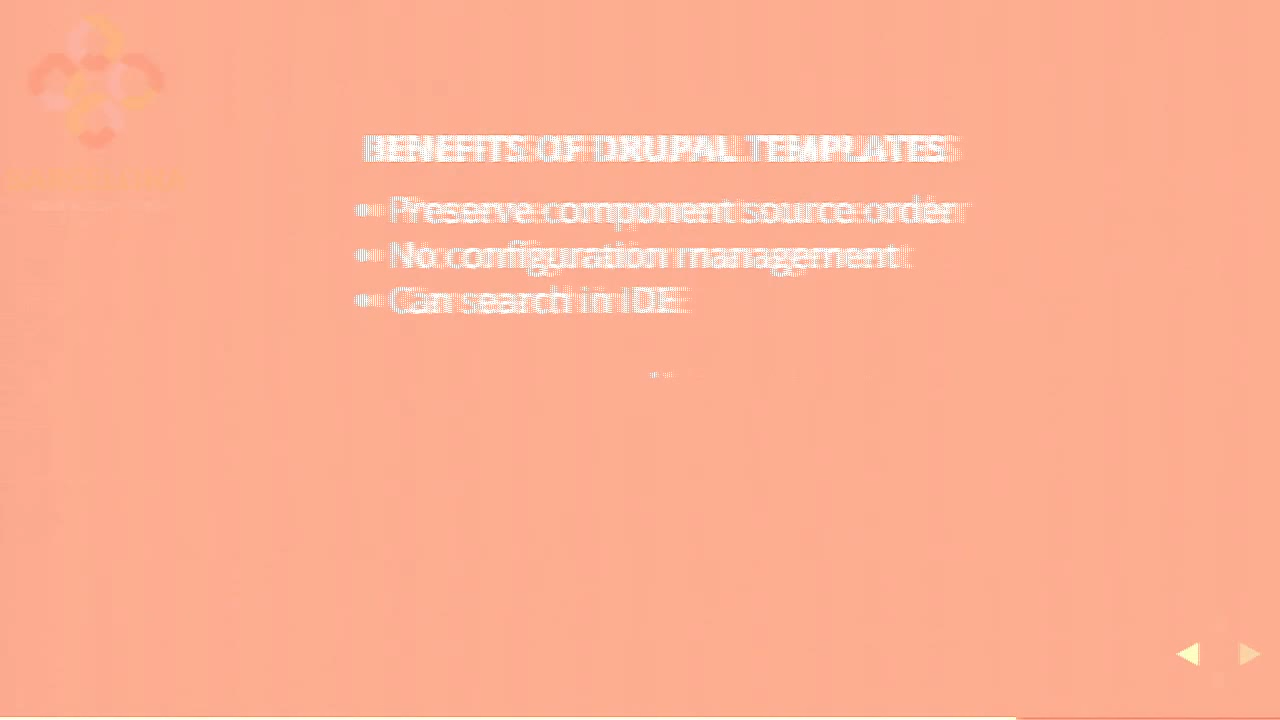 BENEFITS OF DRUPAL TEMPLATES
• Preserve component source order
• No configuration management
• Can search in IDE